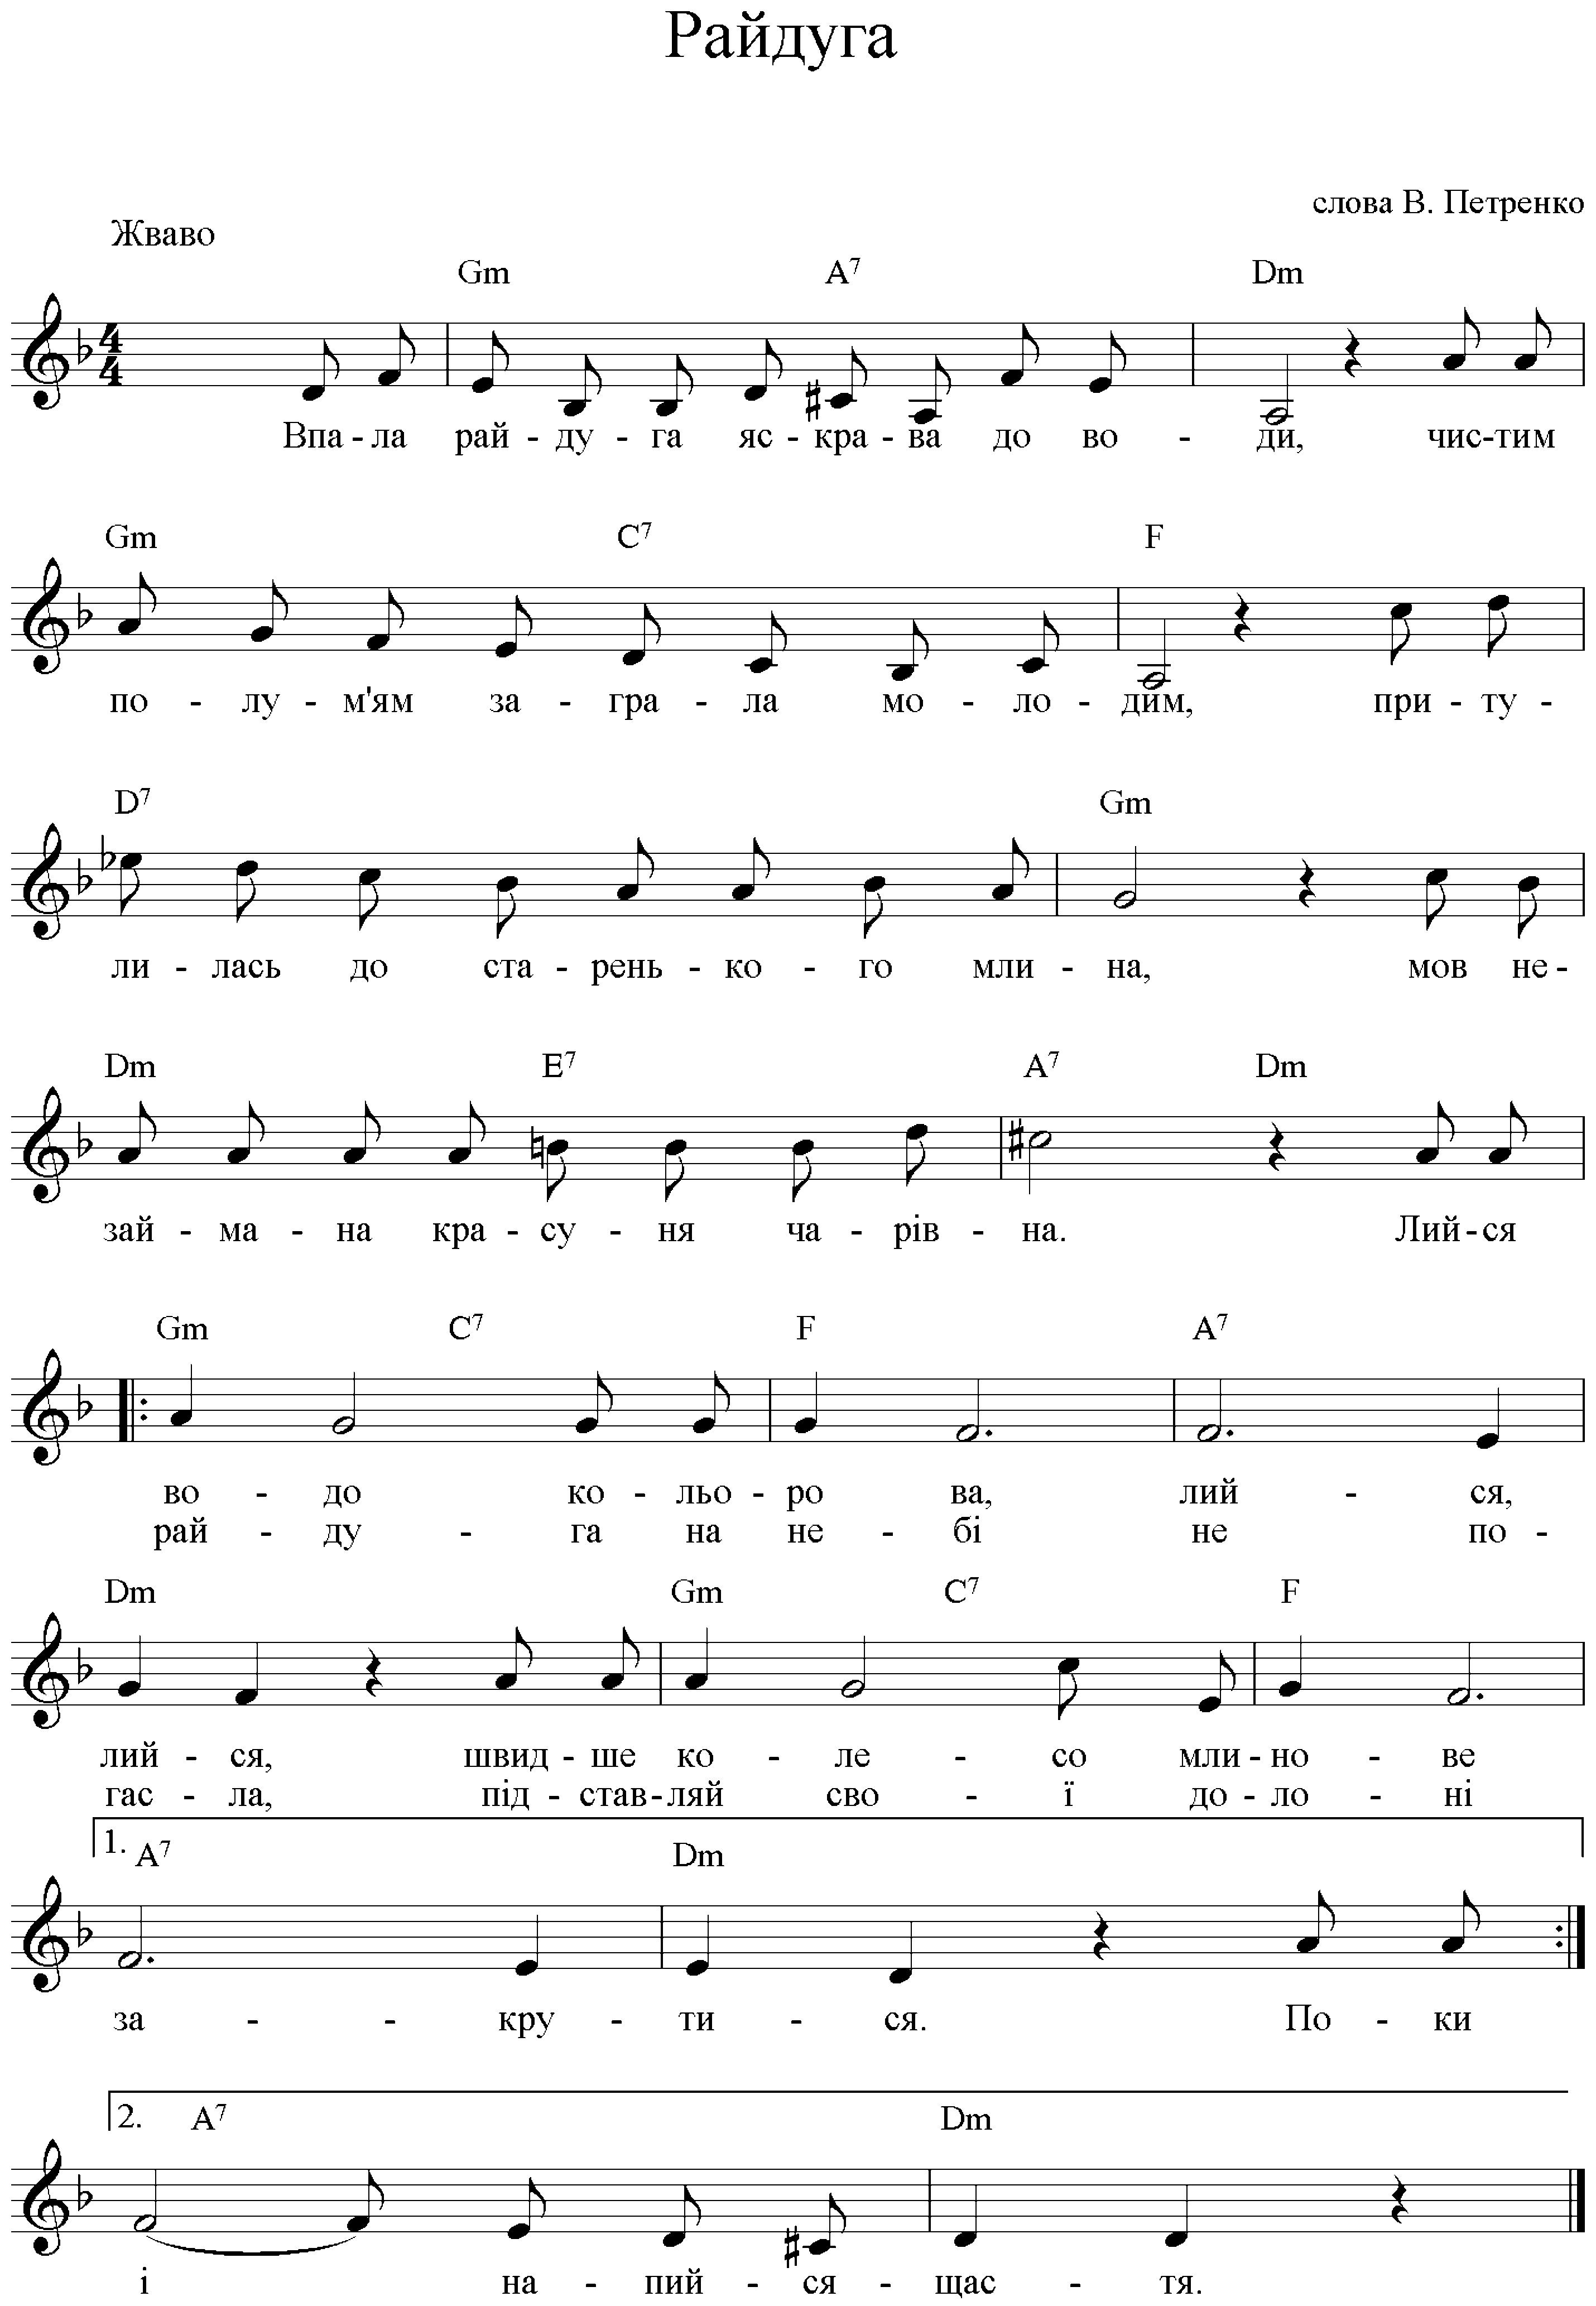 Райдуга
слова В. Петренко
Жваво
Gm A7 Dm
Впа - ла рай - ду - га яс - кра - ва до во - ди, чис-тим
Gm C7 F
по - лу - м'ям за - гра - ла мо - ло - дим, при - ту -
D7 Gm
ли - лась до ста - рень - ко - го мли - на, мов не -
Dm E7 A7 Dm
зай - ма - на кра - су - ня ча - рів - на. Лий - ся
Gm C7 F A7
во - до ко - льо - ро ва, лий - ся,
рай - ду - га на не - бі не по -
Dm Gm C7 F
лий - ся, швид - ше ко - ле - со мли - но - ве
гас - ла, під - став - ляй сво - ї до - ло - ні
1. A7 Dm
за - - кру - ти - ся. По - ки
2. A7 Dm
і на - пий - ся - щас - тя.